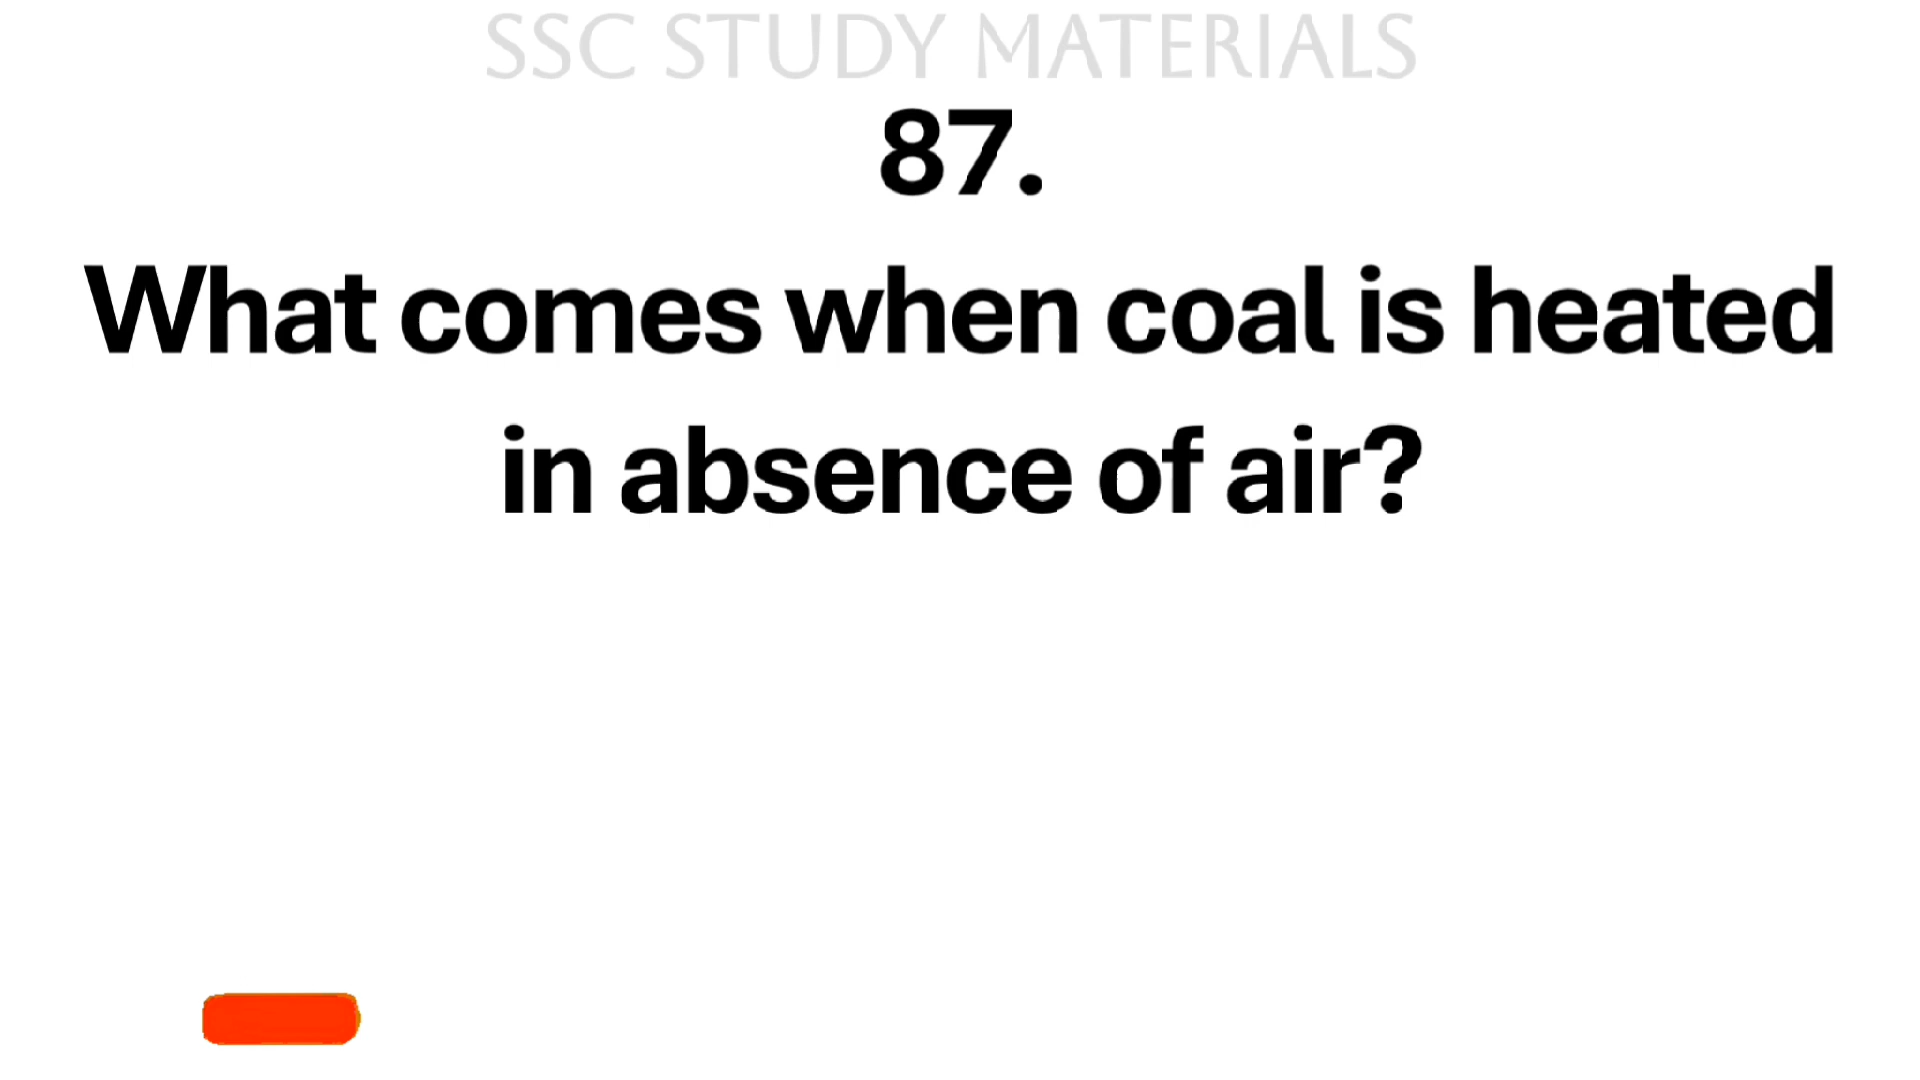 SSC STUDY MATERIALS
87.
What comes when coal is heated
in absence of air?